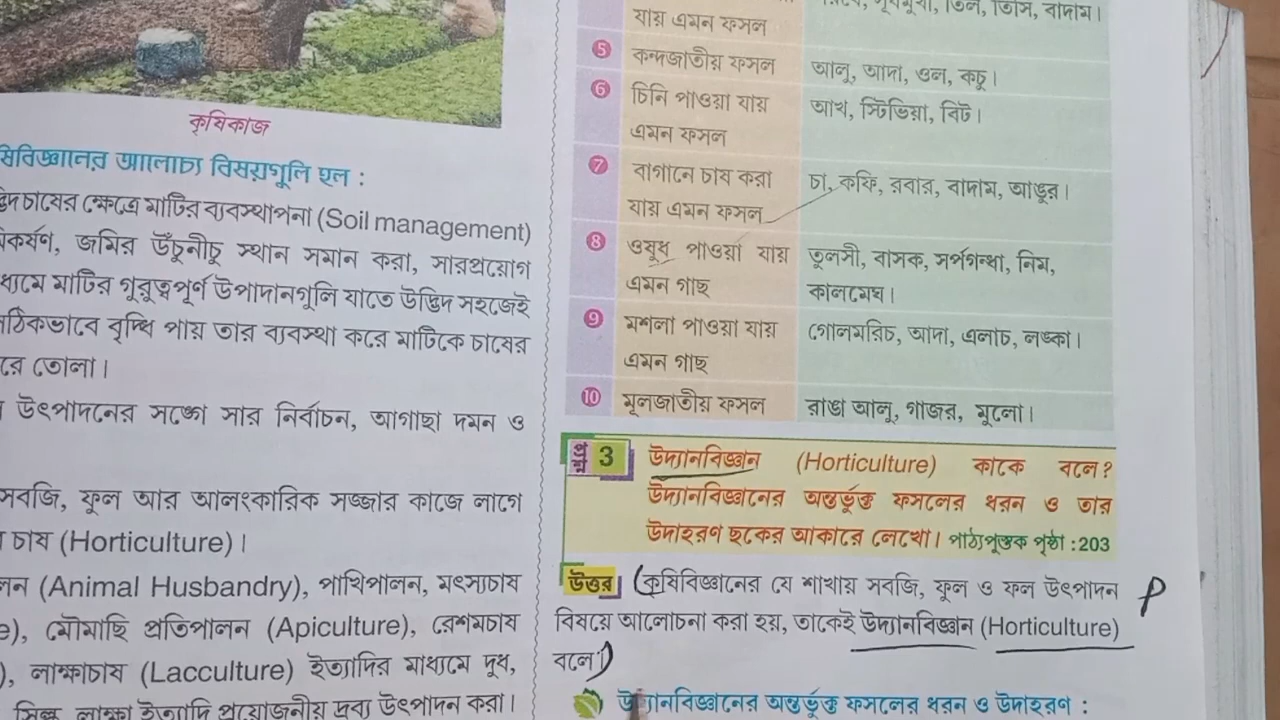 কৃষিকাজ
আলোচ্য বিষয়গুলি হল :
চাষের ক্ষেত্রে মাটির ব্যবস্থাপনা (Soil management)
জমির উঁচুনীচু স্থান সমান করা, সারপ্রয়োগ
মাটির গুরুত্বপূর্ণ উপাদানগুলি যাতে উদ্ভিদ সহজেই
বৃদ্ধি পায় তার ব্যবস্থা করে মাটিকে চাষের
তোলা।
উৎপাদনের সঙ্গে সার নির্বাচন, আগাছা দমন ও
সবজি, ফুল আর আলংকারিক সজ্জার কাজে লাগে
চাষ (Horticulture)।
(Animal Husbandry), পাখিপালন, মৎস্যচাষ
মৌমাছি প্রতিপালন (Apiculture), রেশমচাষ
লাক্ষাচাষ (Lacculture) ইত্যাদির মাধ্যমে দুধ,
সিল্ক, লাক্ষা ইত্যাদি প্রয়োজনীয় দ্রব্য উৎপাদন করা।
তিল, তিসি, বাদাম।
যায় এমন ফসল
5 কন্দজাতীয় ফসল আলু, আদা, ওল, কচু।
6 চিনি পাওয়া যায় আখ, স্টিভিয়া, বিট।
এমন ফসল
7 বাগানে চাষ করা চা, কফি, রবার, বাদাম, আঙুর।
যায় এমন ফসল
8 ওষুধ পাওয়া যায় তুলসী, বাসক, সর্পগন্ধা, নিম,
এমন গাছ কালমেঘ।
9 মশলা পাওয়া যায় গোলমরিচ, আদা, এলাচ, লঙ্কা।
এমন গাছ
10 মূলজাতীয় ফসল রাঙা আলু, গাজর, মুলো।
প্রশ্ন 3 উদ্যানবিজ্ঞান (Horticulture) কাকে বলে?
উদ্যানবিজ্ঞানের অন্তর্ভুক্ত ফসলের ধরন ও তার
উদাহরণ ছকের আকারে লেখো। পাঠ্যপুস্তক পৃষ্ঠা :203
উত্তর (কৃষিবিজ্ঞানের যে শাখায় সবজি, ফুল ও ফল উৎপাদন P
বিষয়ে আলোচনা করা হয়, তাকেই উদ্যানবিজ্ঞান (Horticulture)
বলে।)
উদ্যানবিজ্ঞানের অন্তর্ভুক্ত ফসলের ধরন ও উদাহরণ :